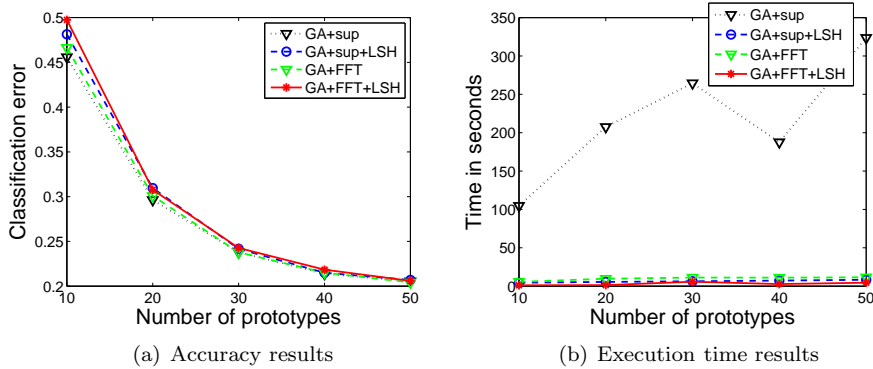 0.5
0.45
0.4
0.35
0.3
0.25
0.2
10
20
30
40
50
Classification error
Number of prototypes
GA+sup
GA+sup+LSH
GA+FFT
GA+FFT+LSH
(a) Accuracy results
350
300
250
200
150
100
50
0
10
20
30
40
50
Time in seconds
Number of prototypes
GA+sup
GA+sup+LSH
GA+FFT
GA+FFT+LSH
(b) Execution time results